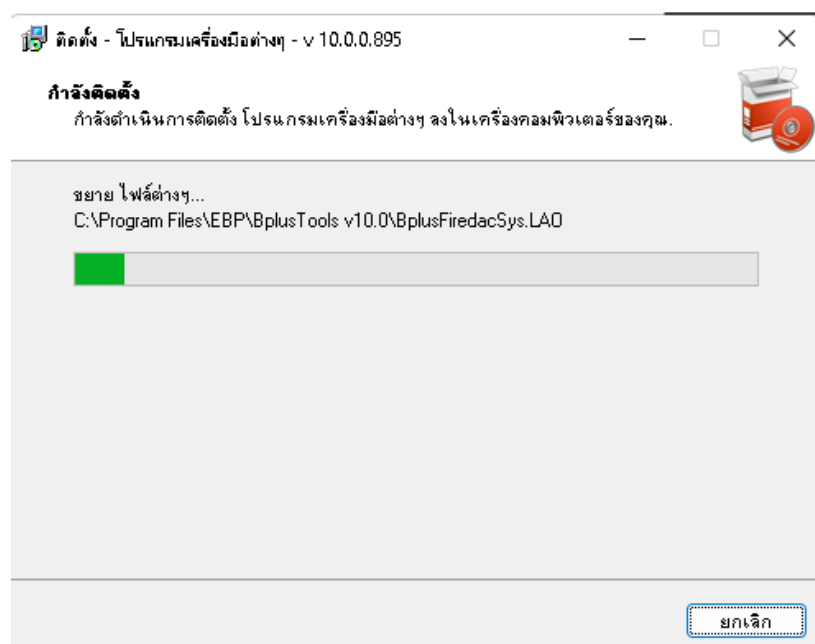 ติดตั้ง - โปรแกรมเครื่องมือต่างๆ - v 10.0.0.895
กำลังติดตั้ง
กำลังดำเนินการติดตั้ง โปรแกรมเครื่องมือต่างๆ ลงในเครื่องคอมพิวเตอร์ของคุณ.
ขยาย ไฟล์ต่างๆ...
C:\Program Files\EBP\BplusTools v10.0\BplusFiredacSys.LAO
ยกเลิก